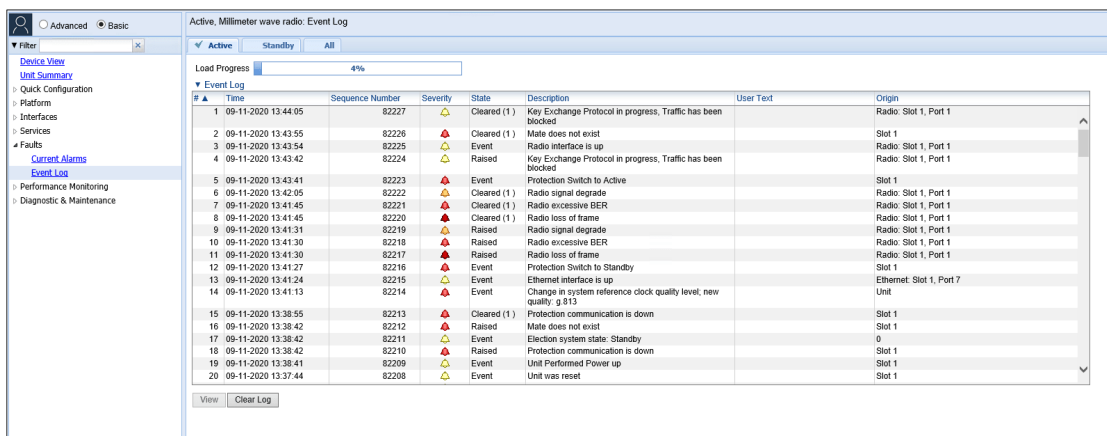 Advanced Basic
Active, Millimeter wave radio: Event Log
Filter
Active Standby All
Device View
Unit Summary
Quick Configuration
Platform
Interfaces
Services
Faults
Current Alarms
Event Log
Performance Monitoring
Diagnostic & Maintenance
Load Progress 4%
Event Log
# Time Sequence Number Severity State Description User Text Origin
1 09-11-2020 13:44:05 82227 Cleared (1 ) Key Exchange Protocol in progress, Traffic has been Radio: Slot 1, Port 1
blocked
2 09-11-2020 13:43:55 82226 Cleared (1 ) Mate does not exist Slot 1
3 09-11-2020 13:43:54 82225 Event Radio interface is up Radio: Slot 1, Port 1
4 09-11-2020 13:43:42 82224 Raised Key Exchange Protocol in progress, Traffic has been Radio: Slot 1, Port 1
blocked
5 09-11-2020 13:43:41 82223 Event Protection Switch to Active Slot 1
6 09-11-2020 13:42:05 82222 Cleared (1 ) Radio signal degrade Radio: Slot 1, Port 1
7 09-11-2020 13:41:45 82221 Cleared (1 ) Radio excessive BER Radio: Slot 1, Port 1
8 09-11-2020 13:41:45 82220 Cleared (1 ) Radio loss of frame Radio: Slot 1, Port 1
9 09-11-2020 13:41:31 82219 Raised Radio signal degrade Radio: Slot 1, Port 1
10 09-11-2020 13:41:30 82218 Raised Radio excessive BER Radio: Slot 1, Port 1
11 09-11-2020 13:41:30 82217 Raised Radio loss of frame Radio: Slot 1, Port 1
12 09-11-2020 13:41:27 82216 Event Protection Switch to Standby Slot 1
13 09-11-2020 13:41:24 82215 Event Ethernet interface is up Ethernet: Slot 1, Port 7
14 09-11-2020 13:41:13 82214 Event Change in system reference clock quality level; new Unit
quality: g.813
15 09-11-2020 13:38:55 82213 Cleared (1 ) Protection communication is down Slot 1
16 09-11-2020 13:38:42 82212 Raised Mate does not exist Slot 1
17 09-11-2020 13:38:42 82211 Event Election system state: Standby 0
18 09-11-2020 13:38:42 82210 Raised Protection communication is down Slot 1
19 09-11-2020 13:38:41 82209 Event Unit Performed Power up Slot 1
20 09-11-2020 13:37:44 82208 Event Unit was reset Slot 1
View Clear Log